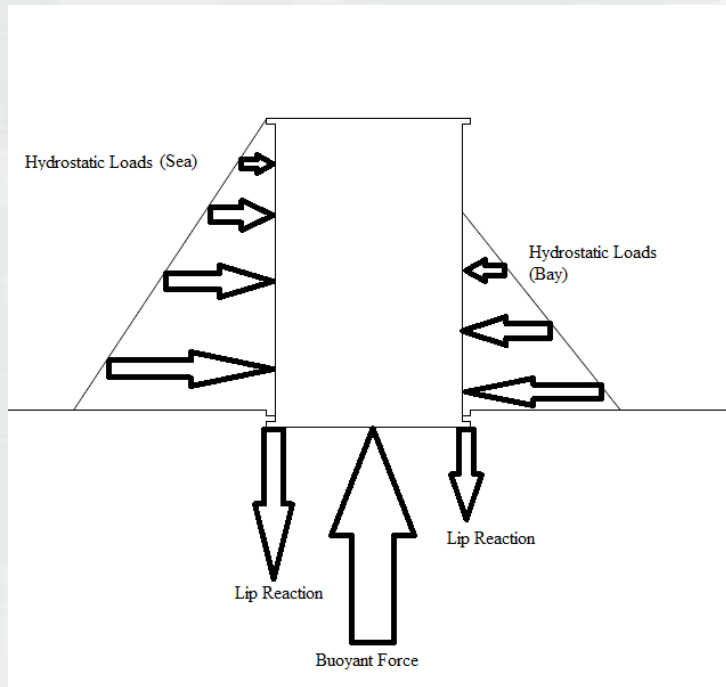 Hydrostatic Loads (Sea)
Hydrostatic Loads
(Bay)
Lip Reaction
Lip Reaction
Buoyant Force